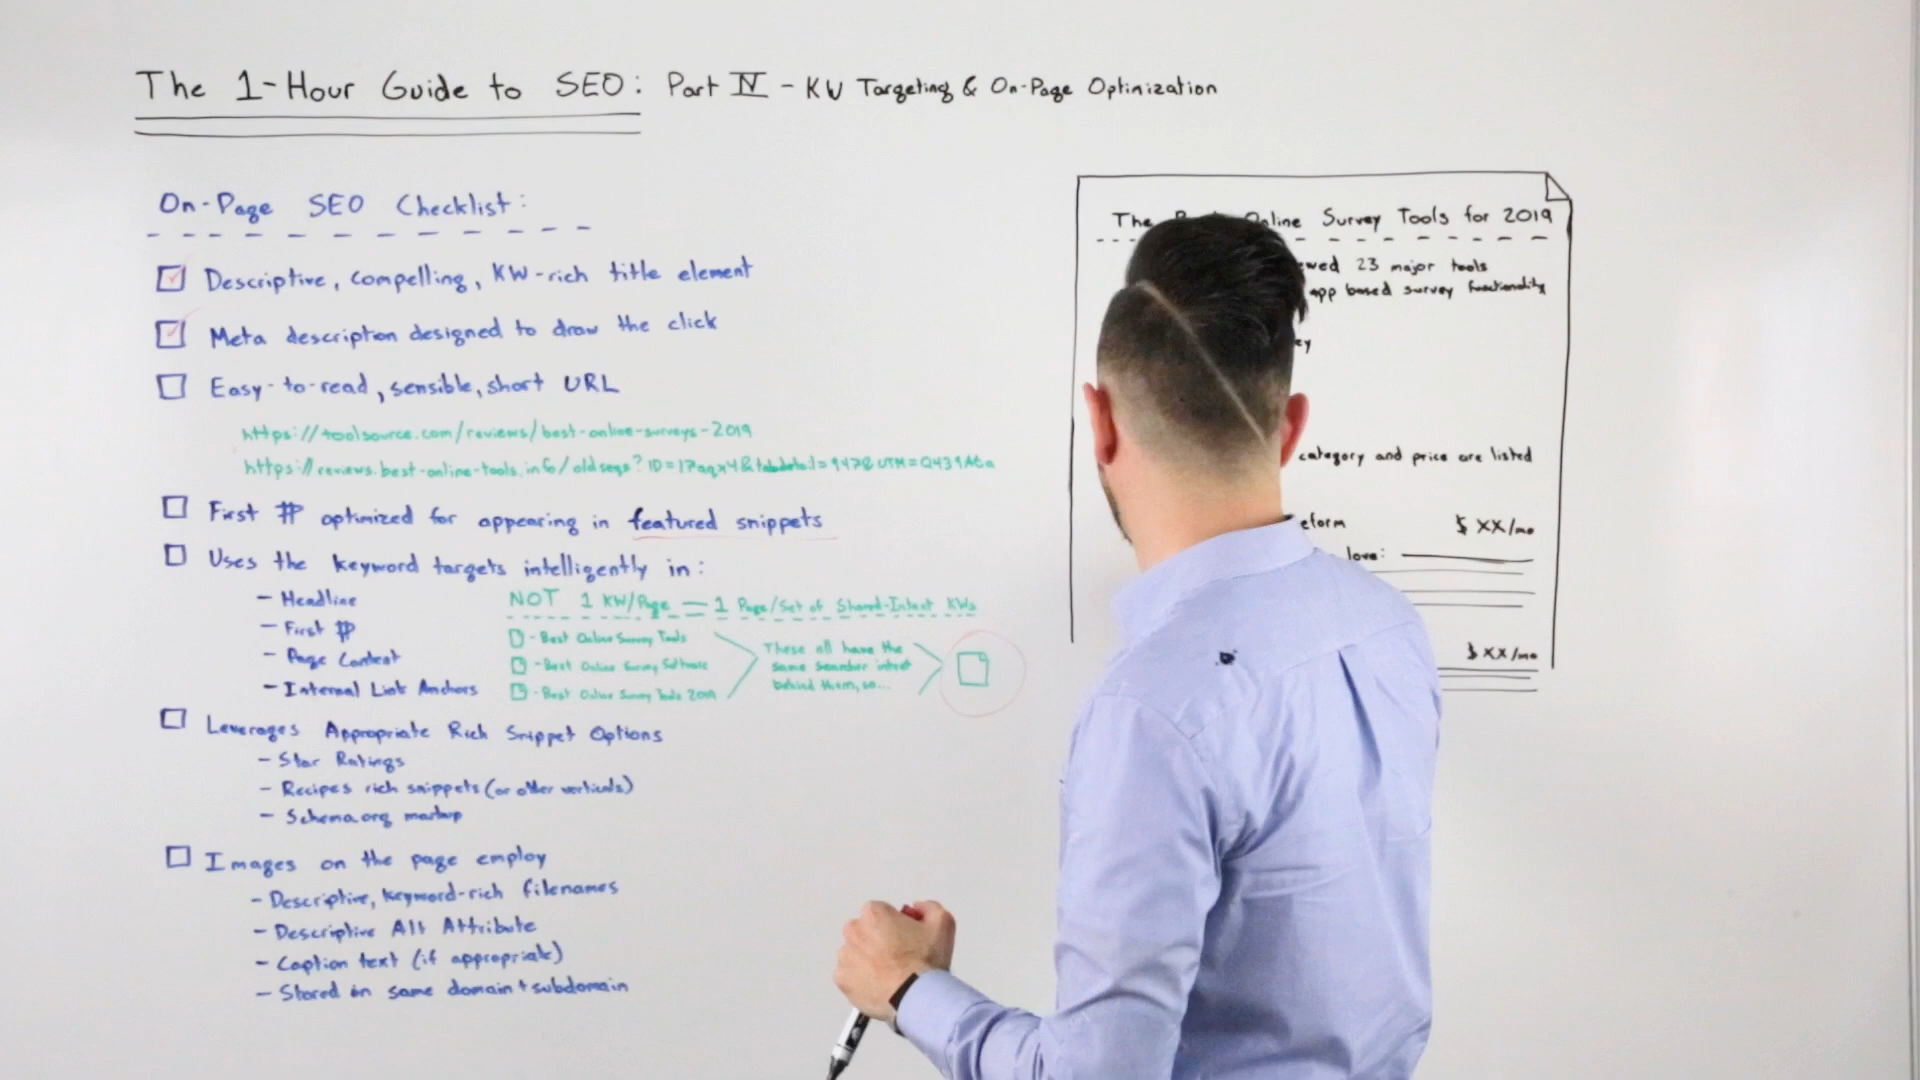 The 1-Hour Guide to SEO: Part IV - KW Targeting & On-Page Optimization
On-Page SEO Checklist:
Descriptive, compelling, KW-rich title element
Meta description designed to draw the click
Easy-to-read, sensible, short URL
https://toolsource.com/reviews/best-online-surveys-2019
https://reviews.best-online-tools.info/oldseqs?ID=17aqx4&
First ¶ optimized for appearing in featured snippets
Uses the keyword targets intelligently in:
- Headline
- First ¶
- Page Content
- Internal Link Anchors
NOT 1 KW/Page = 1 Page/Set of Shared-Intent KWs
- Best Online Survey Tools
- Best Online Survey Software
- Best Online Survey Tools 2019
These all have the
same searcher intent
behind them, so...
Leverages Appropriate Rich Snippet Options
- Star Ratings
- Recipes rich snippets (or other verticals)
- Schema.org markup
Images on the page employ
- Descriptive, keyword-rich filenames
- Descriptive Alt Attribute
- Caption text (if appropriate)
- Stored on same domain + subdomain
The Online Survey Tools for 2019
23 major tools
app based survey functionality
category and price are listed
$ XX/mo
love:
$ XX/mo